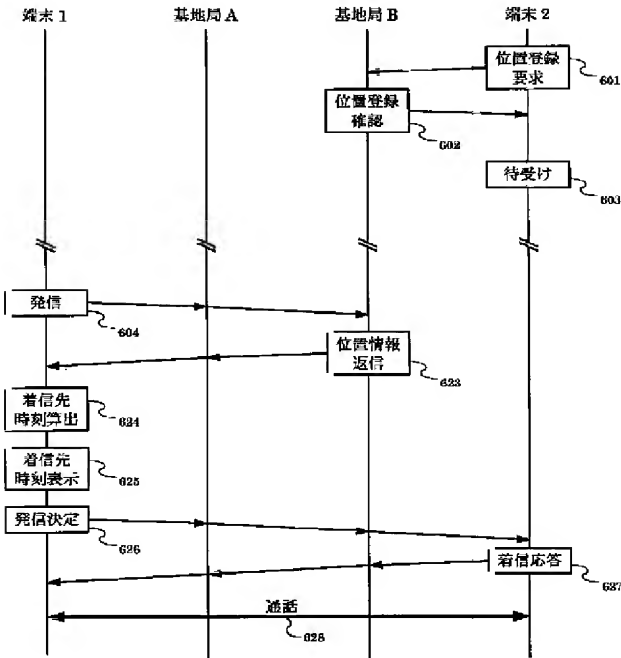 端末 1
基地局 A
基地局 B
端末 2
位置登録
要求
601
位置登録
確認
602
待受け
603
発信
604
位置情報
返信
623
着信先
時刻算出
624
着信先
時刻表示
625
発信決定
626
着信応答
627
通話
628